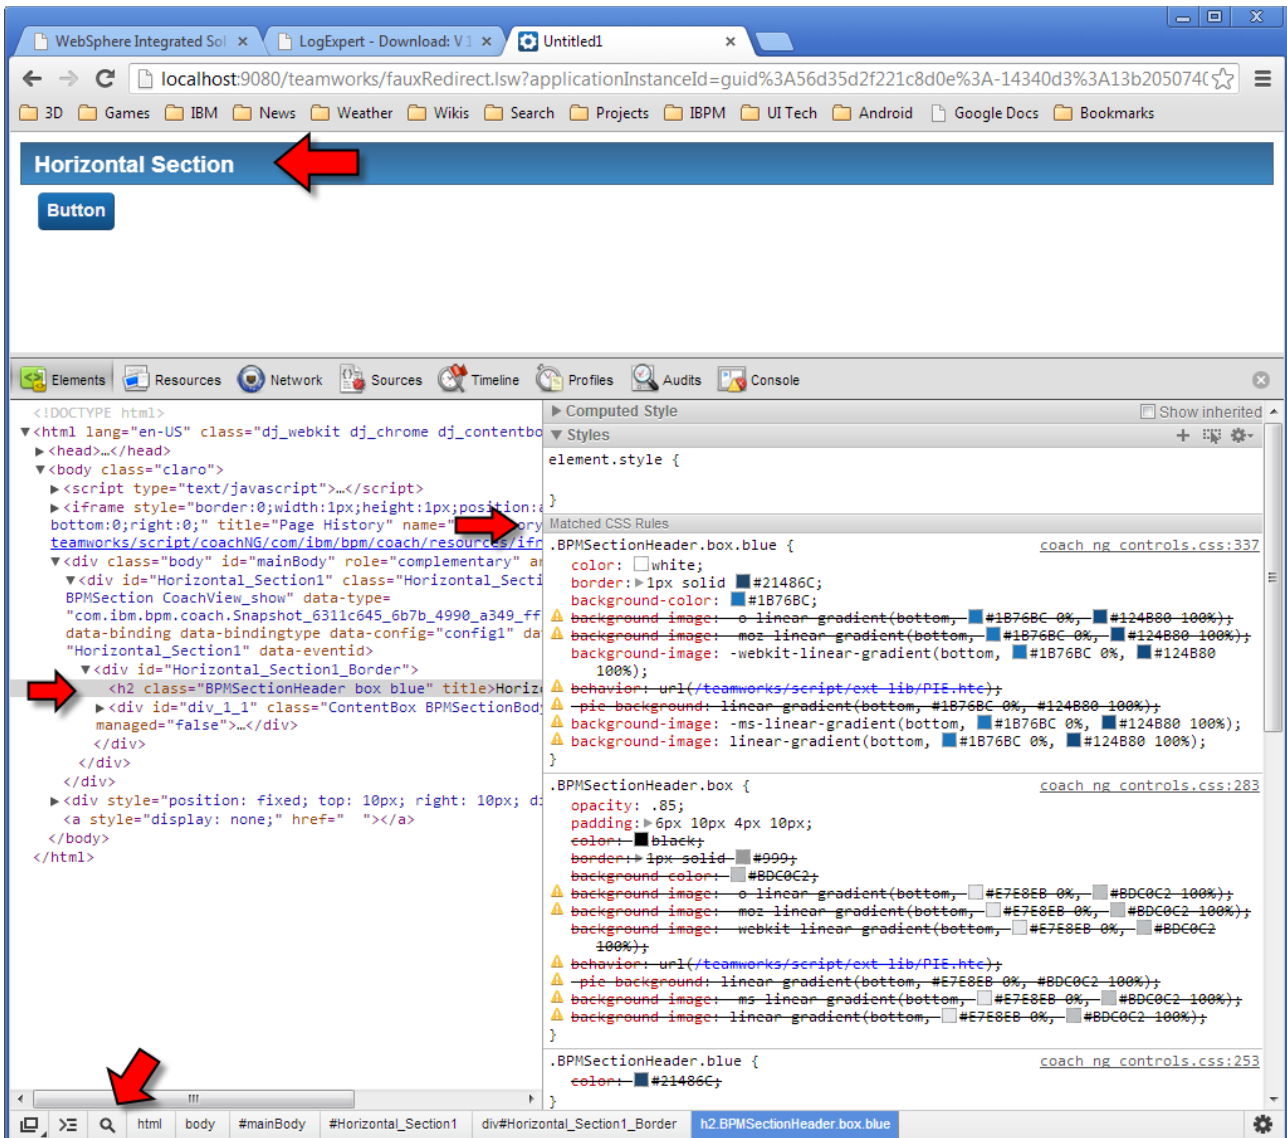 WebSphere Integrated Sol
LogExpert - Download: V 1
Untitled1
localhost:9080/teamworks/fauxRedirect.lsw?applicationInstanceId=guid%3A56d35d2f221c8d0e%3A-14340d3%3A13b205074
3D Games IBM News Weather Wikis Search Projects IBPM UI Tech Android Google Docs Bookmarks
Horizontal Section
Button
Elements Resources Network Sources Timeline Profiles Audits Console
<!DOCTYPE html>
▼<html lang="en-US" class="dj_webkit dj_chrome dj_contentbo
▶<head>…</head>
▼<body class="claro">
▶<script type="text/javascript">…</script>
▶<iframe style="border:0;width:1px;height:1px;position:a
bottom:0;right:0;" title="Page History" name=" ory
teamworks/script/coachNG/com/ibm/bpm/coach/resources/ifr
▼<div class="body" id="mainBody" role="complementary" ar
▼<div id="Horizontal_Section1" class="Horizontal_Secti
BPMSection CoachView_show" data-type=
"com.ibm.bpm.coach.Snapshot_6311c645_6b7b_4990_a349_ff
data-binding data-bindingtype data-config="config1" da
"Horizontal_Section1" data-eventid>
▼<div id="Horizontal_Section1_Border">
<h2 class="BPMSectionHeader box blue" title>Horiz
▶<div id="div_1_1" class="ContentBox BPMSectionBody
managed="false">…</div>
</div>
</div>
</div>
▶<div style="position: fixed; top: 10px; right: 10px; di
<a style="display: none;" href="  "></a>
</body>
</html>
▶ Computed Style
Show inherited
▼ Styles
element.style {
}
Matched CSS Rules
.BPMSectionHeader.box.blue { coach_ng_controls.css:337
color: white;
border:▶1px solid #21486C;
background-color: #1B76BC;
background-image: -o-linear-gradient(bottom, #1B76BC 0%, #124B80 100%);
background-image: -moz-linear-gradient(bottom, #1B76BC 0%, #124B80 100%);
background-image: -webkit-linear-gradient(bottom, #1B76BC 0%, #124B80
100%);
behavior: url(/teamworks/script/ext-lib/PIE.htc);
-pie-background: linear-gradient(bottom, #1B76BC 0%, #124B80 100%);
background-image: -ms-linear-gradient(bottom, #1B76BC 0%, #124B80 100%);
background-image: linear-gradient(bottom, #1B76BC 0%, #124B80 100%);
}
.BPMSectionHeader.box { coach_ng_controls.css:283
opacity: .85;
padding:▶6px 10px 4px 10px;
color: black;
border:▶1px solid #999;
background-color: #BDC0C2;
background-image: -o-linear-gradient(bottom, #E7E8EB 0%, #BDC0C2 100%);
background-image: -moz-linear-gradient(bottom, #E7E8EB 0%, #BDC0C2 100%);
background-image: -webkit-linear-gradient(bottom, #E7E8EB 0%, #BDC0C2
100%);
behavior: url(/teamworks/script/ext-lib/PIE.htc);
-pie-background: linear-gradient(bottom, #E7E8EB 0%, #BDC0C2 100%);
background-image: -ms-linear-gradient(bottom, #E7E8EB 0%, #BDC0C2 100%);
background-image: linear-gradient(bottom, #E7E8EB 0%, #BDC0C2 100%);
}
.BPMSectionHeader.blue { coach_ng_controls.css:253
color: #21486C;
}
html body #mainBody #Horizontal_Section1 div#Horizontal_Section1_Border h2.BPMSectionHeader.box.blue